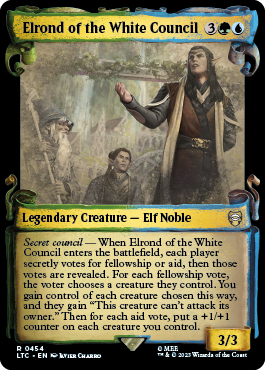 Elrond of the White Council 3
Legendary Creature — Elf Noble
Secret council — When Elrond of the White
Council enters the battlefield, each player
secretly votes for fellowship or aid, then those
votes are revealed. For each fellowship vote,
the voter chooses a creature they control. You
gain control of each creature chosen this way,
and they gain "This creature can't attack its
owner." Then for each aid vote, put a +1/+1
counter on each creature you control.
3/3
R 0454
LTC • EN Javier Charro
© MEE
™ & © 2023 Wizards of the Coast